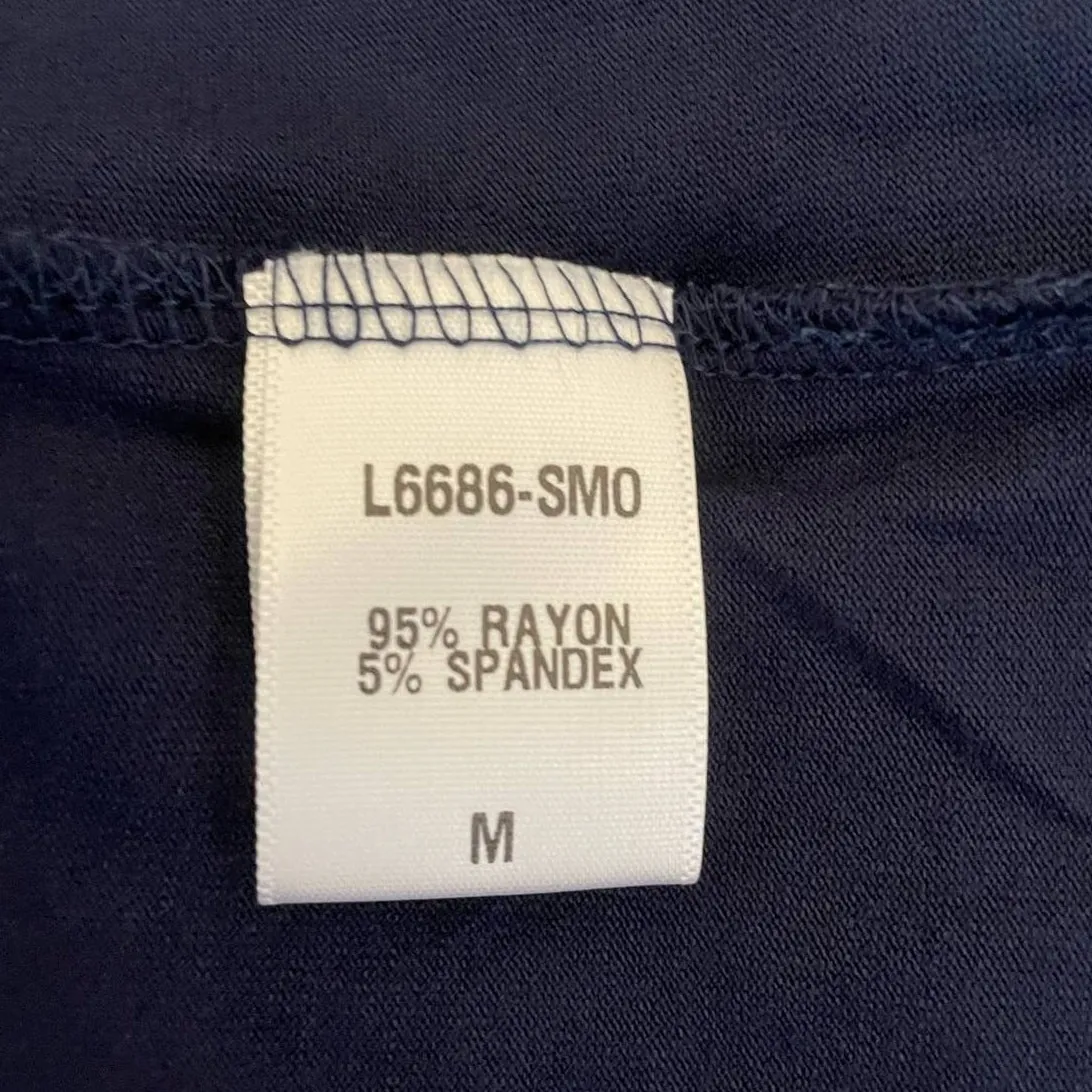 L6686-SMO
95% RAYON
5% SPANDEX
M